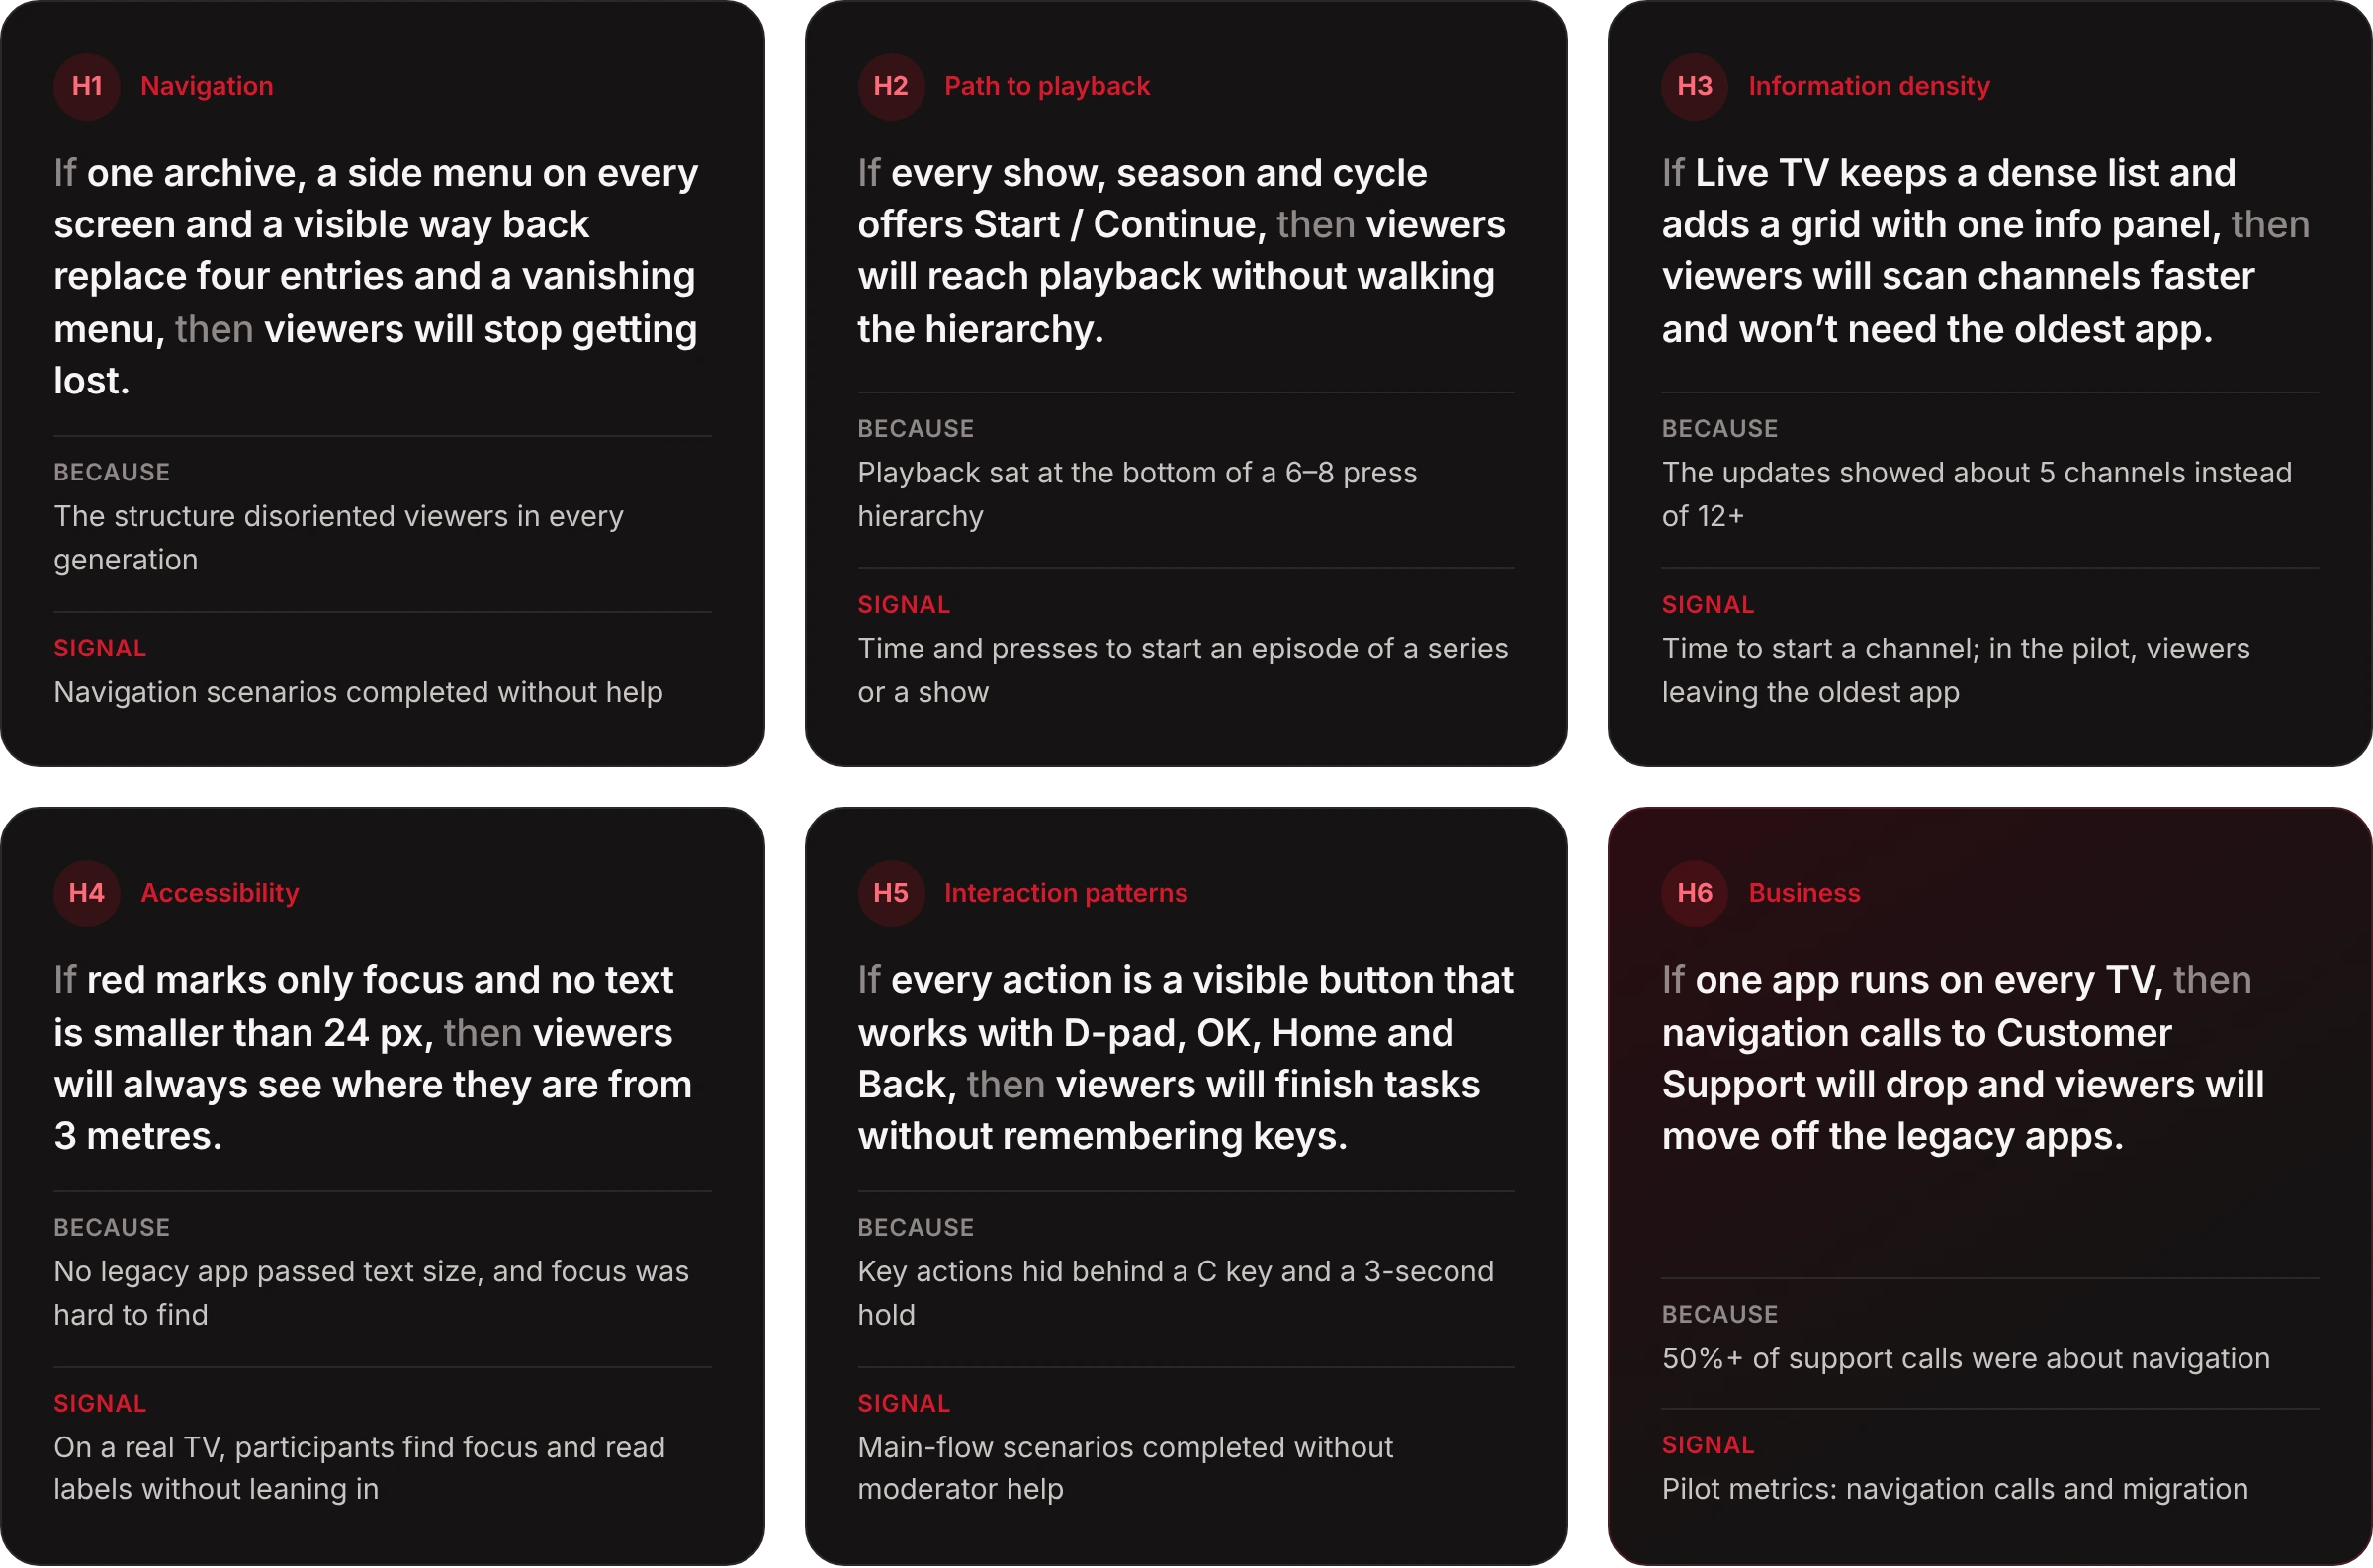 H1 Navigation
If one archive, a side menu on every
screen and a visible way back
replace four entries and a vanishing
menu, then viewers will stop getting
lost.
BECAUSE
The structure disoriented viewers in every
generation
SIGNAL
Navigation scenarios completed without help
H2 Path to playback
If every show, season and cycle
offers Start / Continue, then viewers
will reach playback without walking
the hierarchy.
BECAUSE
Playback sat at the bottom of a 6–8 press
hierarchy
SIGNAL
Time and presses to start an episode of a series
or a show
H3 Information density
If Live TV keeps a dense list and
adds a grid with one info panel, then
viewers will scan channels faster
and won’t need the oldest app.
BECAUSE
The updates showed about 5 channels instead
of 12+
SIGNAL
Time to start a channel; in the pilot, viewers
leaving the oldest app
H4 Accessibility
If red marks only focus and no text
is smaller than 24 px, then viewers
will always see where they are from
3 metres.
BECAUSE
No legacy app passed text size, and focus was
hard to find
SIGNAL
On a real TV, participants find focus and read
labels without leaning in
H5 Interaction patterns
If every action is a visible button that
works with D-pad, OK, Home and
Back, then viewers will finish tasks
without remembering keys.
BECAUSE
Key actions hid behind a C key and a 3-second
hold
SIGNAL
Main-flow scenarios completed without
moderator help
H6 Business
If one app runs on every TV, then
navigation calls to Customer
Support will drop and viewers will
move off the legacy apps.
BECAUSE
50%+ of support calls were about navigation
SIGNAL
Pilot metrics: navigation calls and migration